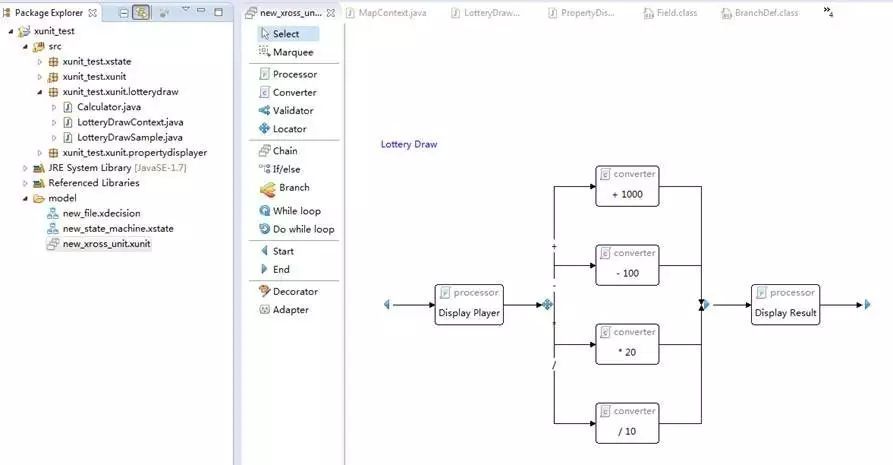 Package Explorer
xunit_test
src
xunit_test.xstate
xunit_test.xunit
xunit_test.xunit.lotterydraw
Calculator.java
LotteryDrawContext.java
LotteryDrawSample.java
xunit_test.xunit.propertydisplayer
JRE System Library [JavaSE-1.7]
Referenced Libraries
model
new_file.xdecision
new_state_machine.xstate
new_xross_unit.xunit
new_xross_un...
MapContext.java
LotteryDraw...
PropertyDis...
Field.class
BranchDef.class
»4
Select
Marquee
Processor
Converter
Validator
Locator
Chain
If/else
Branch
While loop
Do while loop
Start
End
Decorator
Adapter
Lottery Draw
converter
+ 1000
+
converter
- 100
-
processor
Display Player
processor
Display Result
*
converter
* 20
/
converter
/ 10